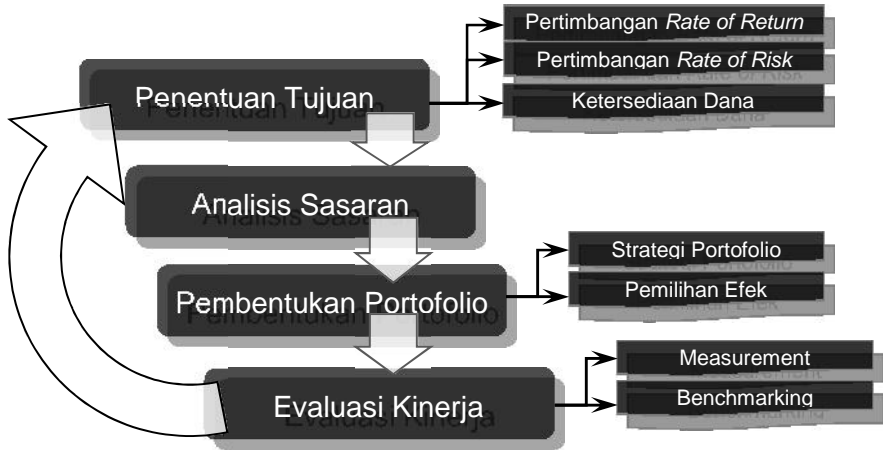 Pertimbangan Rate of Return
Pertimbangan Rate of Risk
Penentuan Tujuan
Ketersediaan Dana
Analisis Sasaran
Strategi Portofolio
Pembentukan Portofolio
Pemilihan Efek
Measurement
Evaluasi Kinerja
Benchmarking